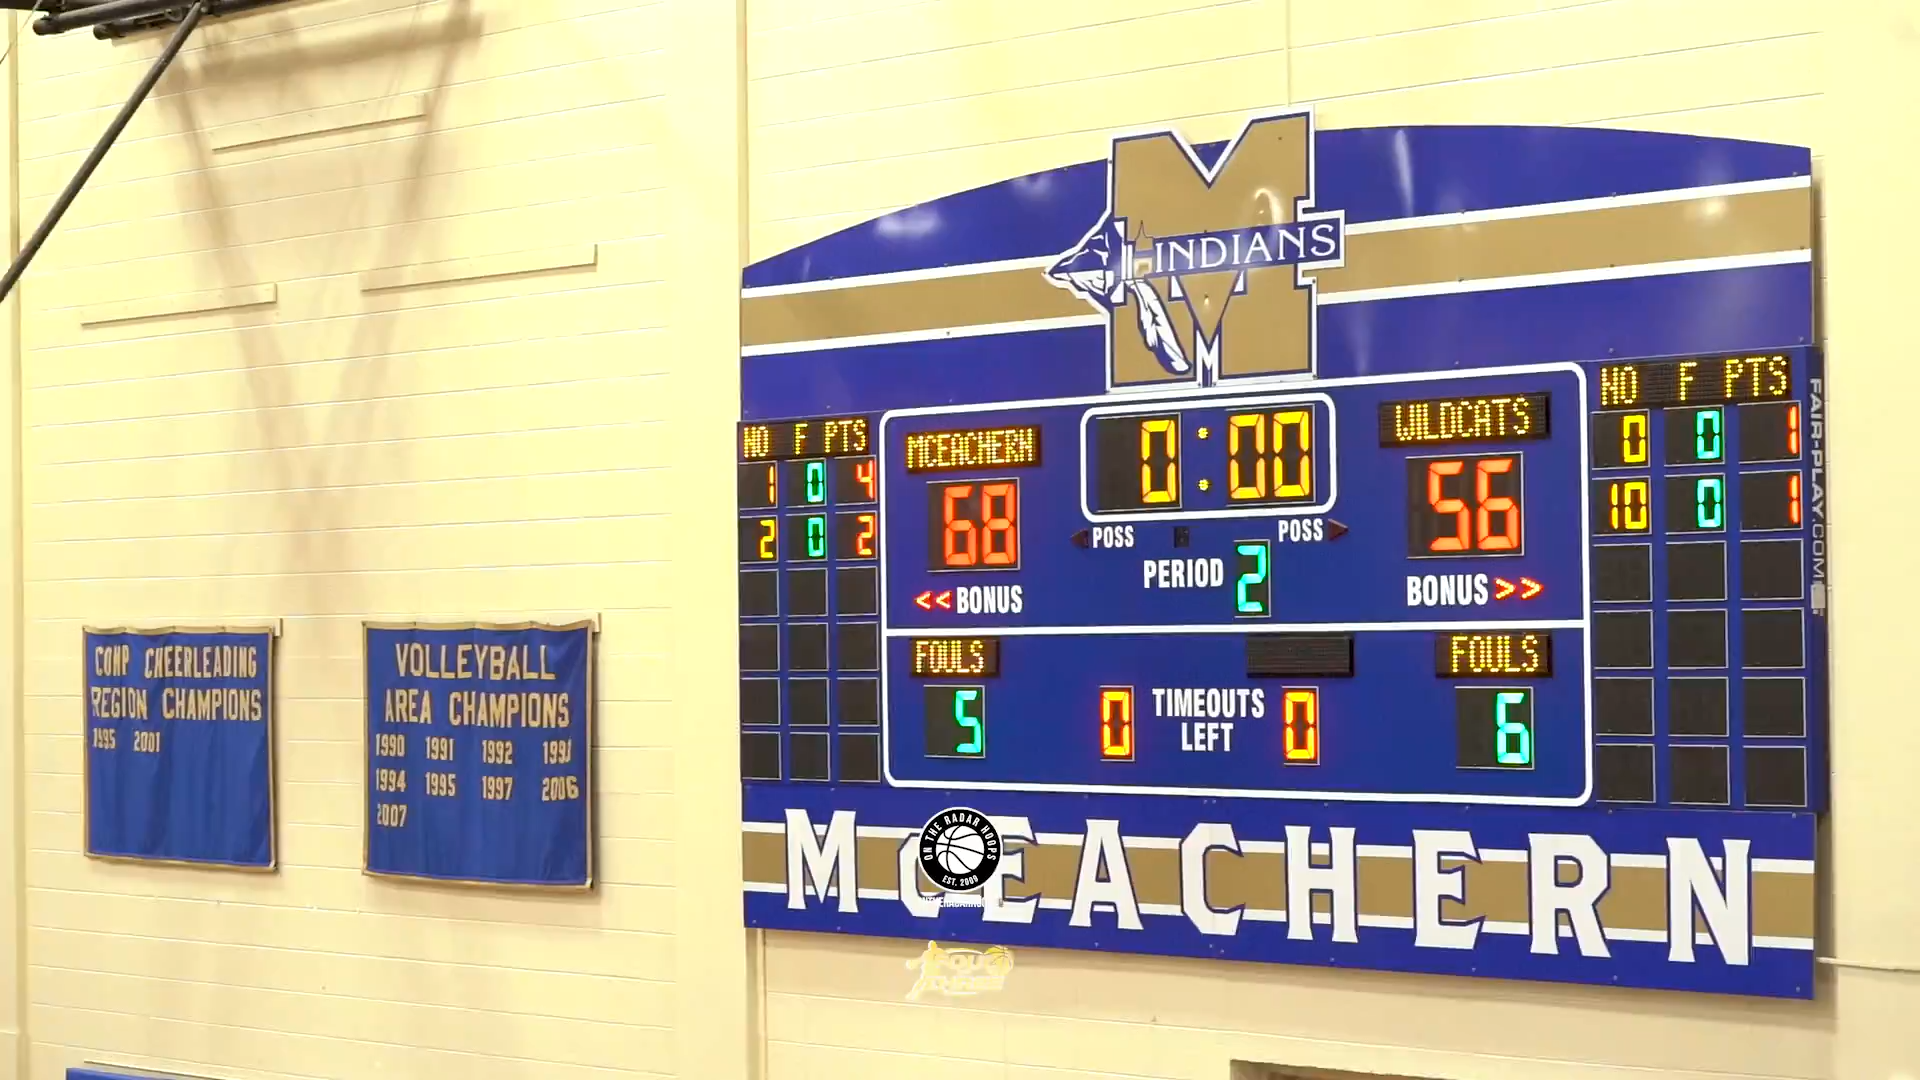 INDIANS
M
NO F PTS
1 0 4
2 0 2
MCEACHERN
68
<< BONUS
0:00
POSS
POSS
PERIOD 2
WILDCATS
56
BONUS >>
NO F PTS
0 0 1
10 0 1
FOULS
5
0 TIMEOUTS LEFT 0
FOULS
6
FAIR-PLAY.COM
MCEACHERN
COMP CHEERLEADING
REGION CHAMPIONS
1995 2001
VOLLEYBALL
AREA CHAMPIONS
1990 1991 1992 1993
1994 1995 1997 2006
2007
ON THE RADAR HOOPS
EST. 2009